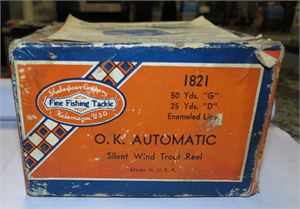 Shakespeare Company
Fine Fishing Tackle
Kalamazoo, USA
1821
50 Yds. "G"
25 Yds. "D"
Enameled Line
O.K. AUTOMATIC
Silent Wind Trout Reel
Made in U.S.A.